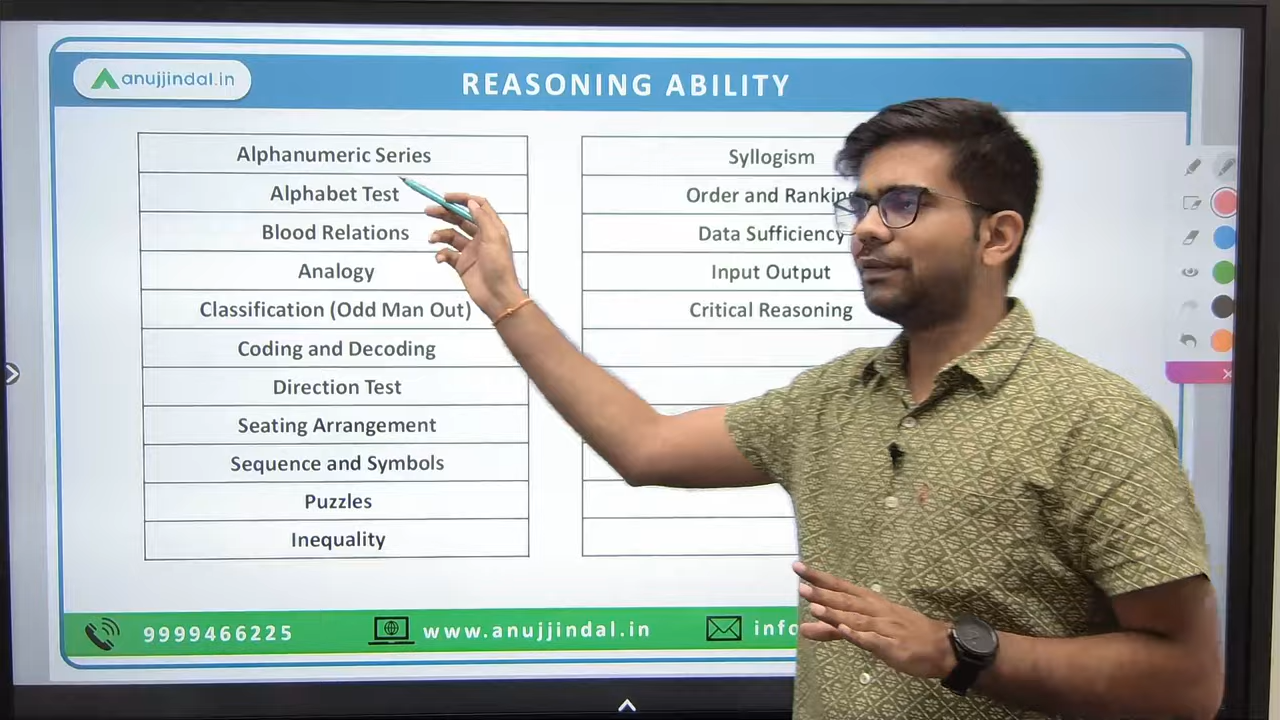 anujjindal.in
REASONING ABILITY
Alphanumeric Series
Alphabet Test
Blood Relations
Analogy
Classification (Odd Man Out)
Coding and Decoding
Direction Test
Seating Arrangement
Sequence and Symbols
Puzzles
Inequality
Syllogism
Order and Rankin
Data Sufficiency
Input Output
Critical Reasoning
9999466225
www.anujjindal.in
info